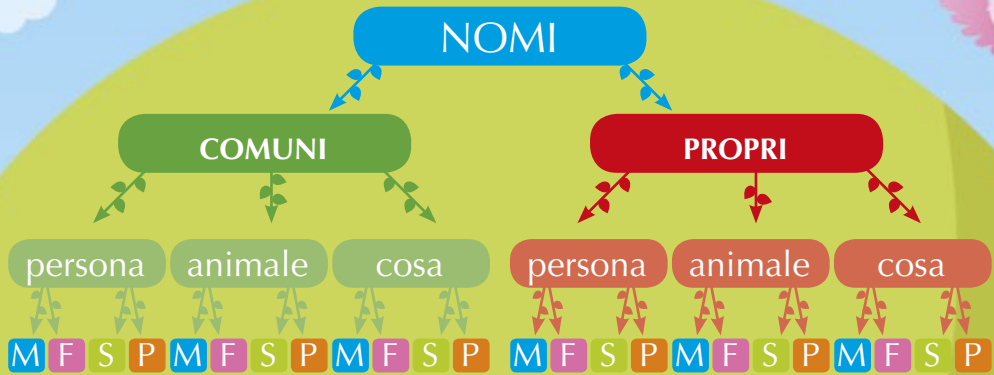 NOMI
COMUNI PROPRI
persona animale cosa persona animale cosa
M F S P M F S P M F S P M F S P M F S P M F S P